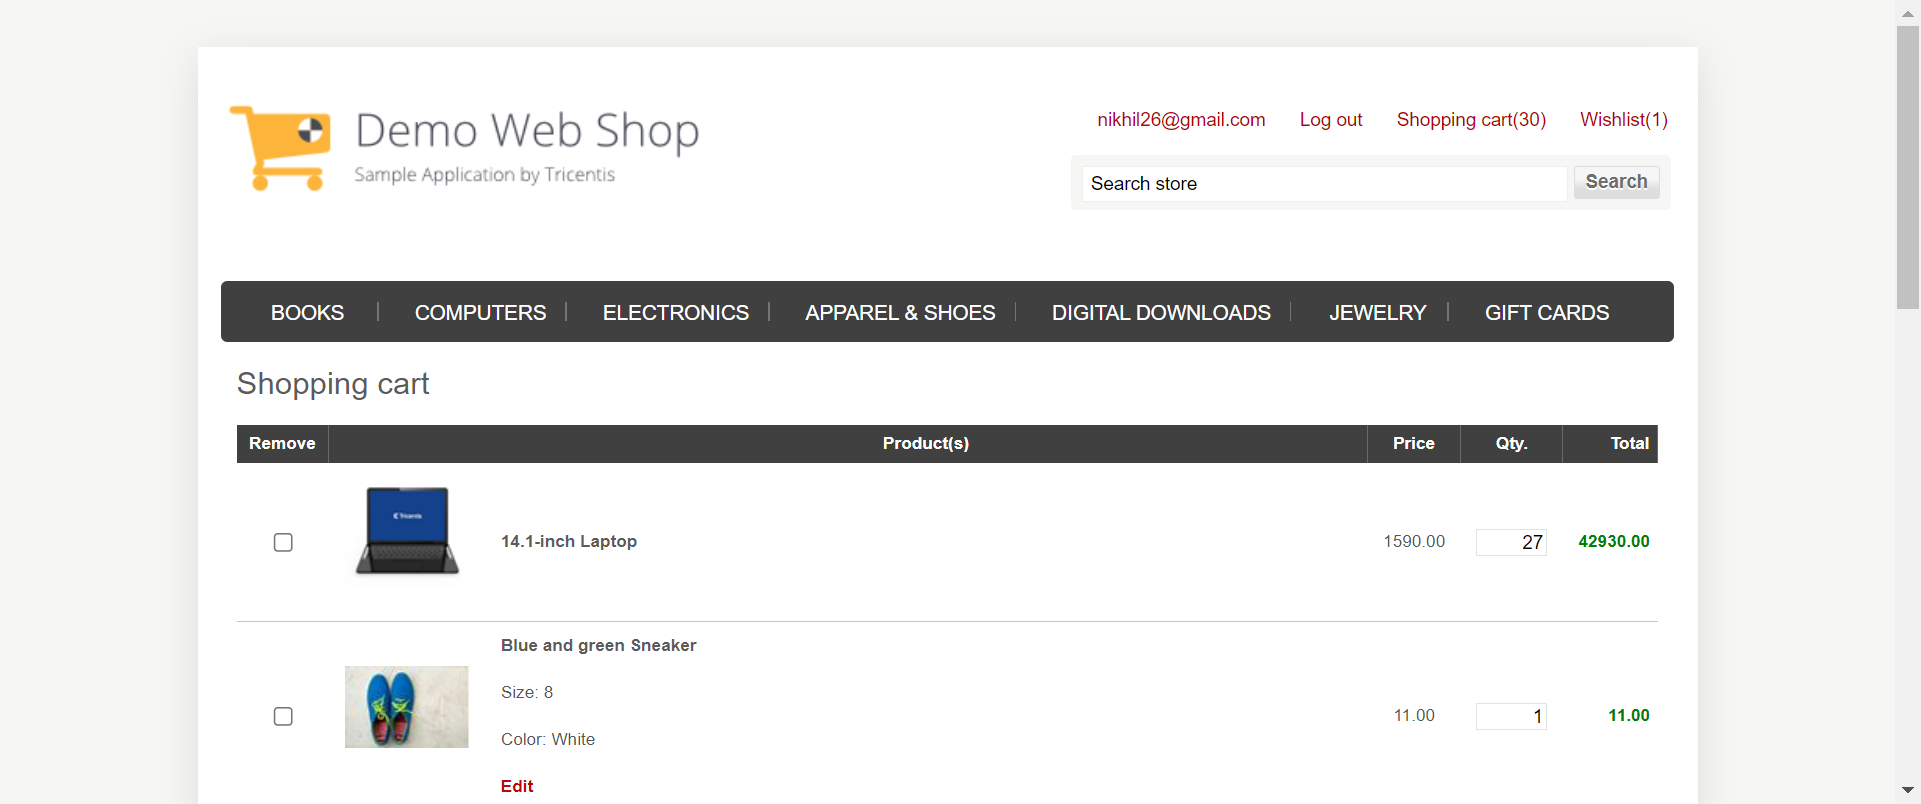 Demo Web Shop
Sample Application by Tricentis
nikhil26@gmail.com Log out Shopping cart(30) Wishlist(1)
Search store Search
BOOKS COMPUTERS ELECTRONICS APPAREL & SHOES DIGITAL DOWNLOADS JEWELRY GIFT CARDS
Shopping cart
Remove Product(s) Price Qty. Total
Tricentis
14.1-inch Laptop 1590.00 27 42930.00
Blue and green Sneaker
Size: 8
11.00 1 11.00
Color: White
Edit